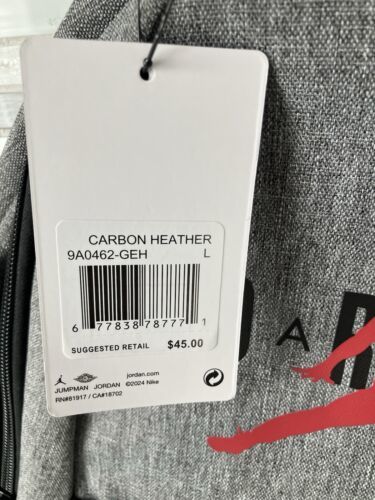 CARBON HEATHER
9A0462-GEH L
6 77838 78777 1
SUGGESTED RETAIL $45.00
jordan.com
JUMPMAN JORDAN ©2024 Nike
RN#81917 / CA#18702
A R